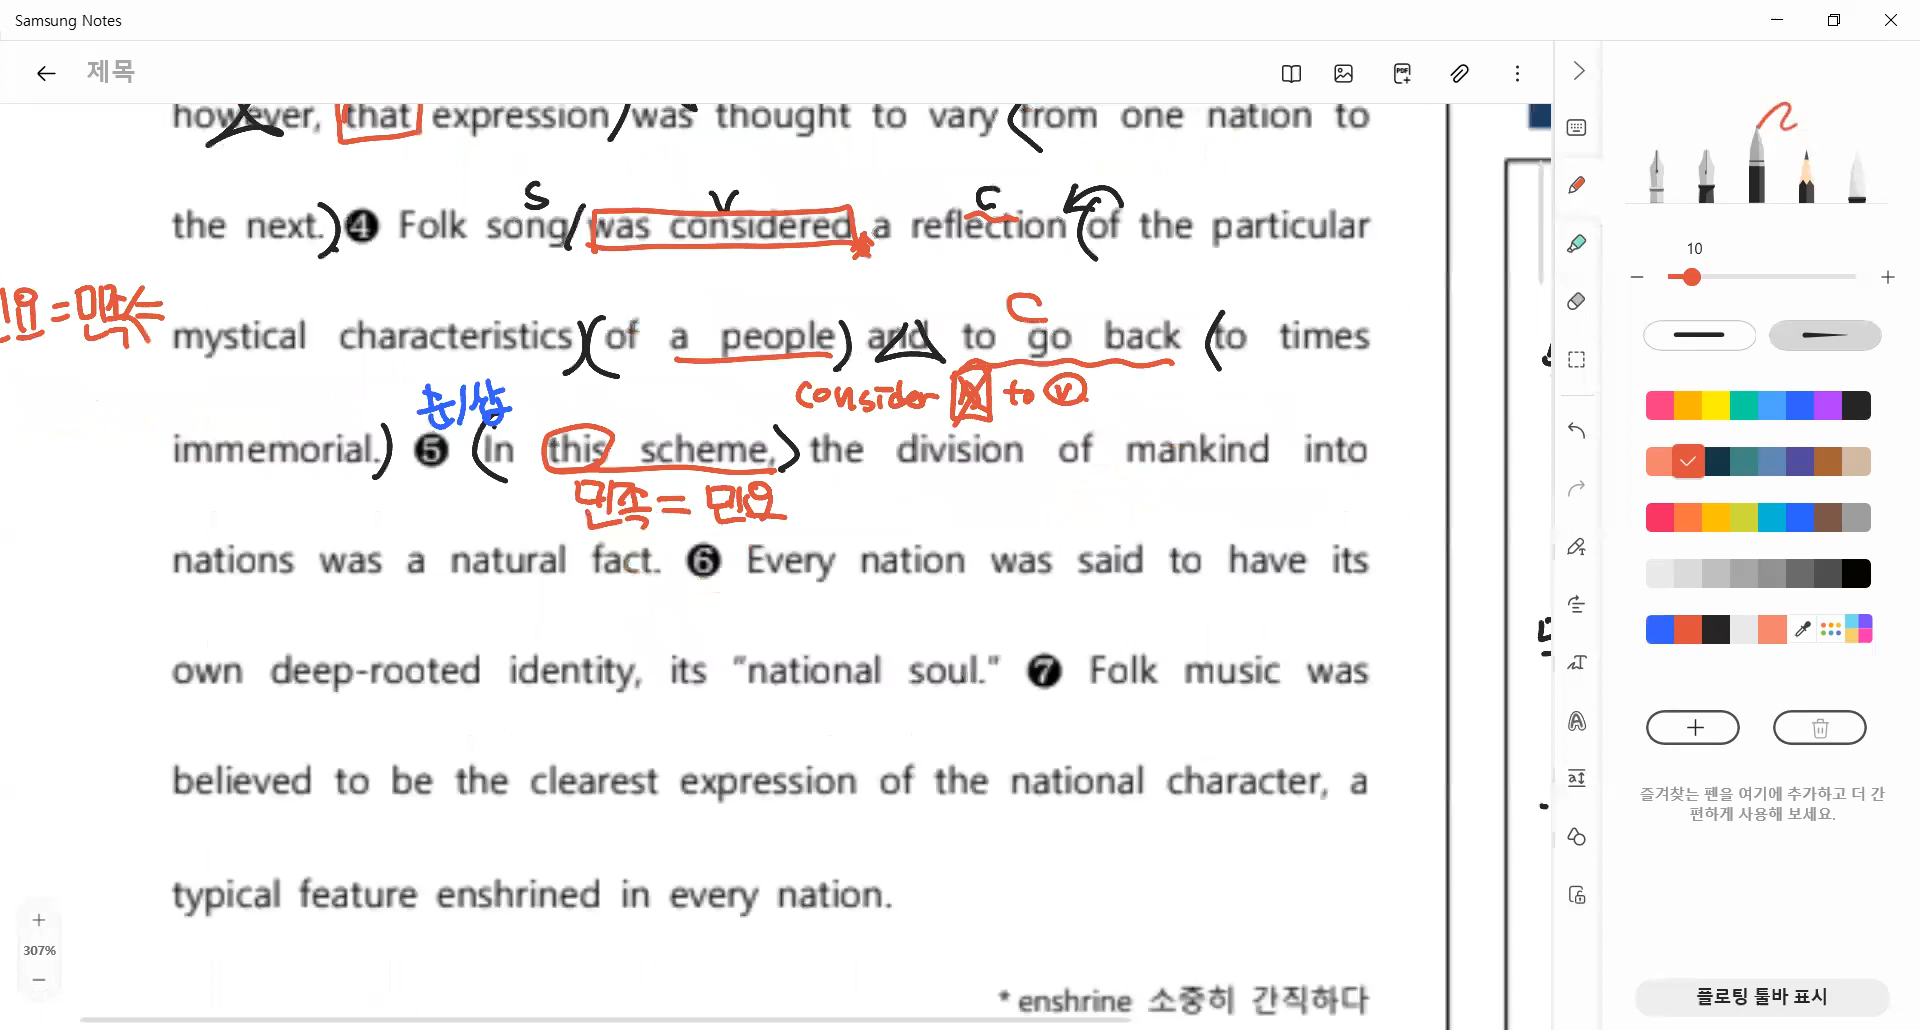 Samsung Notes
제목
however, that expression was thought to vary from one nation to
S V C
the next. ❹ Folk song was considered a reflection of the particular
민요 = 민족
C
mystical characteristics of a people and to go back to times
순/삽
consider N to V
immemorial. ❺ In this scheme, the division of mankind into
민족 = 민요
nations was a natural fact. ❻ Every nation was said to have its
own deep-rooted identity, its “national soul.” ❼ Folk music was
believed to be the clearest expression of the national character, a
typical feature enshrined in every nation.
* enshrine 소중히 간직하다
307%
10
즐겨찾는 펜을 여기에 추가하고 더 간
편하게 사용해 보세요.
플로팅 툴바 표시